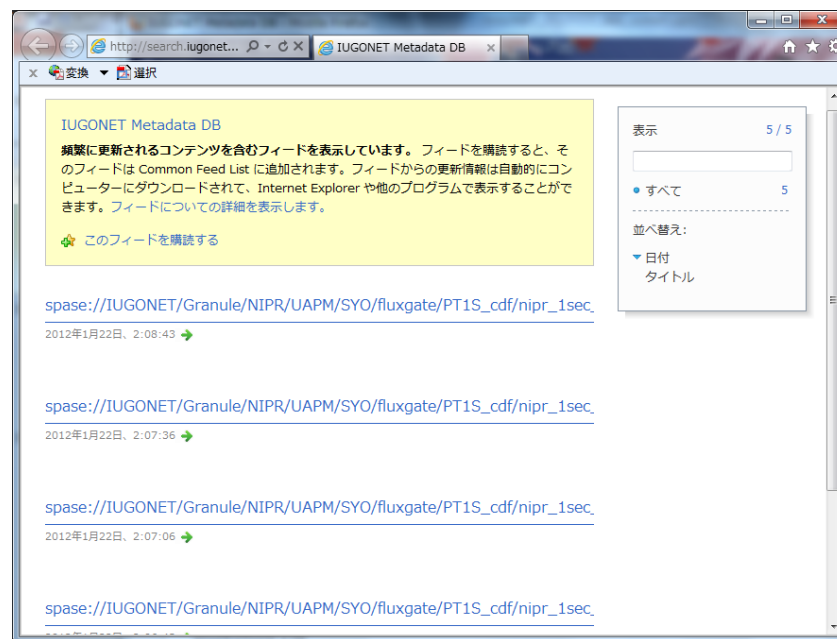 http://search.iugonet...
IUGONET Metadata DB
x 変換 ▼ 選択
IUGONET Metadata DB
頻繁に更新されるコンテンツを含むフィードを表示しています。 フィードを購読すると、そ
のフィードは Common Feed List に追加されます。フィードからの更新情報は自動的にコン
ピューターにダウンロードされて、Internet Explorer や他のプログラムで表示することがで
きます。フィードについての詳細を表示します。
このフィードを購読する
表示 5 / 5
すべて 5
並べ替え:
日付
タイトル
spase://IUGONET/Granule/NIPR/UAPM/SYO/fluxgate/PT1S_cdf/nipr_1sec_
2012年1月22日、2:08:43
spase://IUGONET/Granule/NIPR/UAPM/SYO/fluxgate/PT1S_cdf/nipr_1sec_
2012年1月22日、2:07:36
spase://IUGONET/Granule/NIPR/UAPM/SYO/fluxgate/PT1S_cdf/nipr_1sec_
2012年1月22日、2:07:06
spase://IUGONET/Granule/NIPR/UAPM/SYO/fluxgate/PT1S_cdf/nipr_1sec_